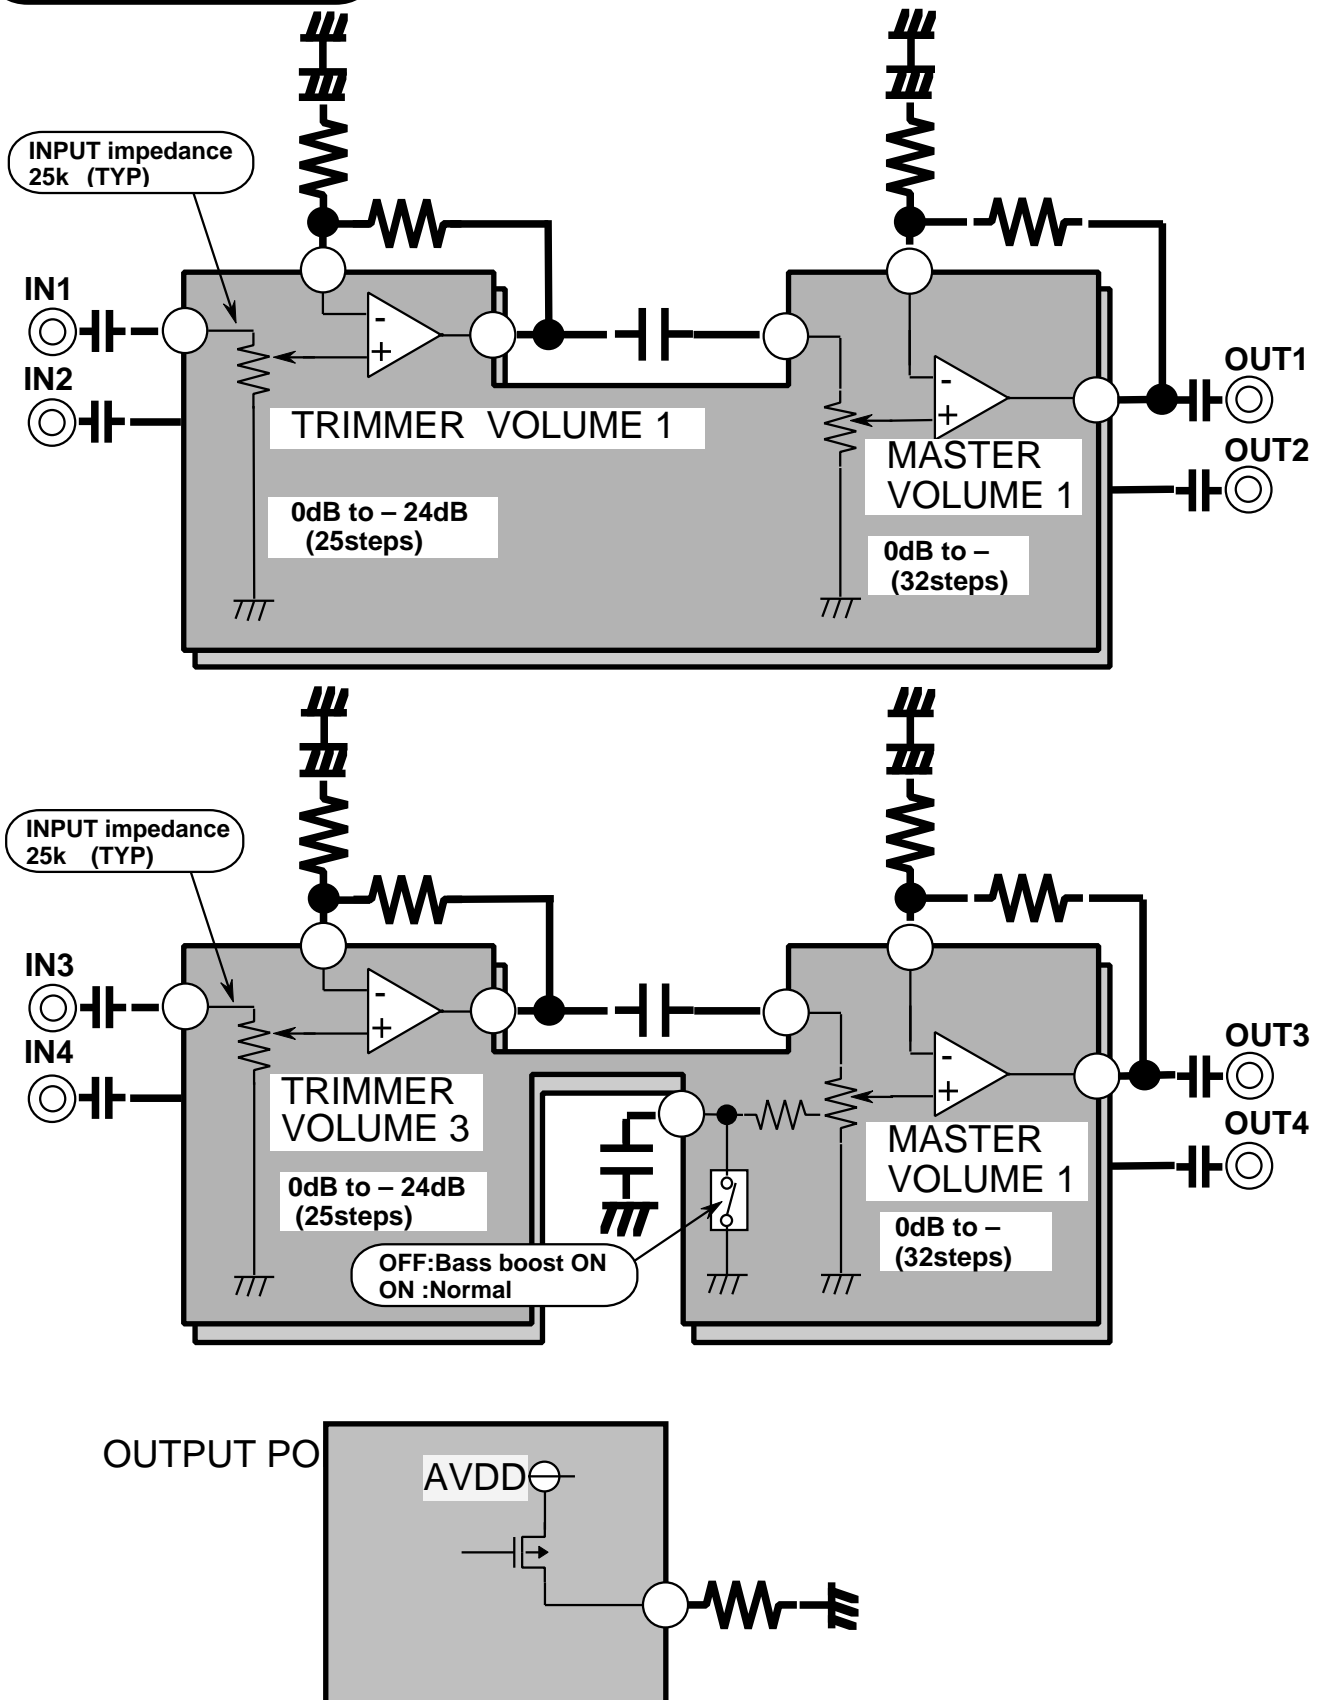 INPUT impedance
25k (TYP)
IN1
IN2
-
+
TRIMMER VOLUME 1
0dB to – 24dB
(25steps)
-
+
MASTER
VOLUME 1
0dB to –
(32steps)
OUT1
OUT2
INPUT impedance
25k (TYP)
IN3
IN4
-
+
TRIMMER
VOLUME 3
0dB to – 24dB
(25steps)
OFF:Bass boost ON
ON :Normal
-
+
MASTER
VOLUME 1
0dB to –
(32steps)
OUT3
OUT4
OUTPUT PO
AVDD